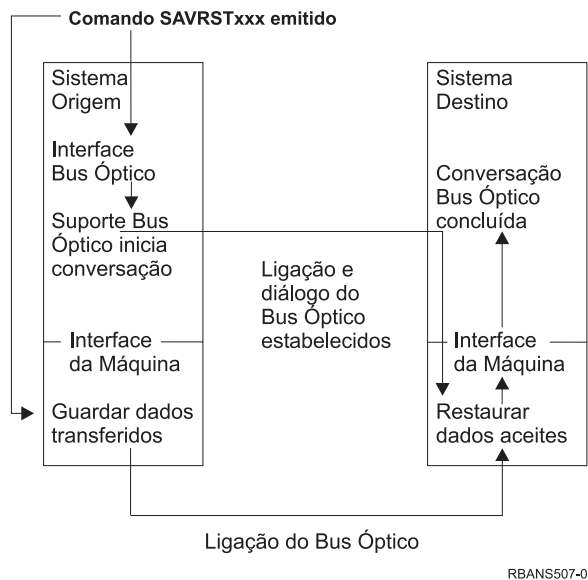 Comando SAVRSTxxx emitido
Sistema
Origem
Interface
Bus Óptico
Suporte Bus
Óptico inicia
conversação
Interface
da Máquina
Guardar dados
transferidos
Ligação e
diálogo do
Bus Óptico
estabelecidos
Sistema
Destino
Conversação
Bus Óptico
concluída
Interface
da Máquina
Restaurar
dados aceites
Ligação do Bus Óptico
RBANS507-0